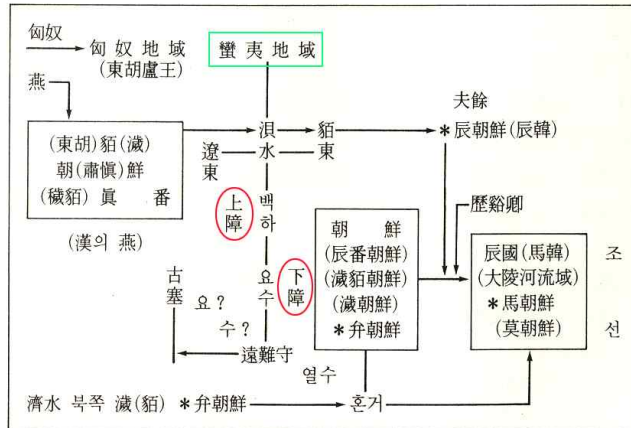 匈奴
匈奴地域
(東胡盧王)
蠻夷地域
燕
夫餘
(東胡)貊(濊)
朝(肅愼)鮮
(穢貊) 眞 番
(漢의 燕)
浿水
貊東
遼東
*辰朝鮮(辰韓)
上障
백하
요수
下障
歷谿卿
朝 鮮
(辰番朝鮮)
(濊貊朝鮮)
(濊朝鮮)
*弁朝鮮
辰國(馬韓)
(大陵河流域)
*馬朝鮮
(莫朝鮮)
조선
古塞
요?
수?
遠難守
열수
濟水 북쪽 濊(貊) *弁朝鮮
혼거